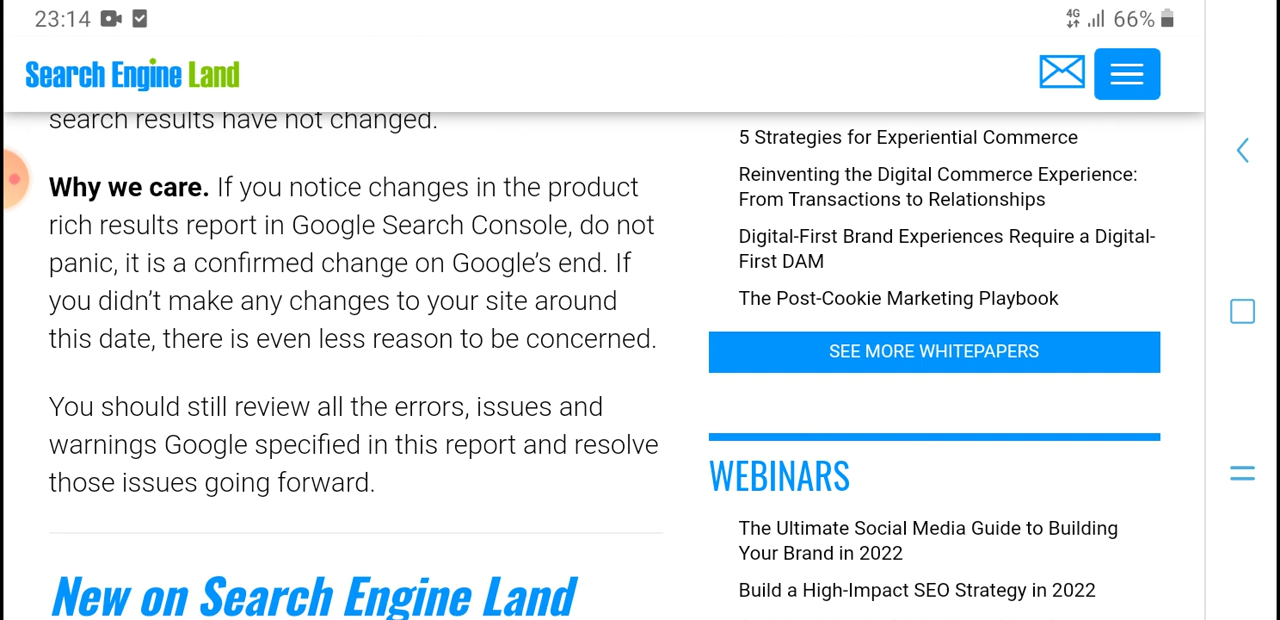 23:14
4G 66%
Search Engine Land
search results have not changed.
Why we care. If you notice changes in the product
rich results report in Google Search Console, do not
panic, it is a confirmed change on Google’s end. If
you didn’t make any changes to your site around
this date, there is even less reason to be concerned.
You should still review all the errors, issues and
warnings Google specified in this report and resolve
those issues going forward.
New on Search Engine Land
5 Strategies for Experiential Commerce
Reinventing the Digital Commerce Experience:
From Transactions to Relationships
Digital-First Brand Experiences Require a Digital-
First DAM
The Post-Cookie Marketing Playbook
SEE MORE WHITEPAPERS
WEBINARS
The Ultimate Social Media Guide to Building
Your Brand in 2022
Build a High-Impact SEO Strategy in 2022